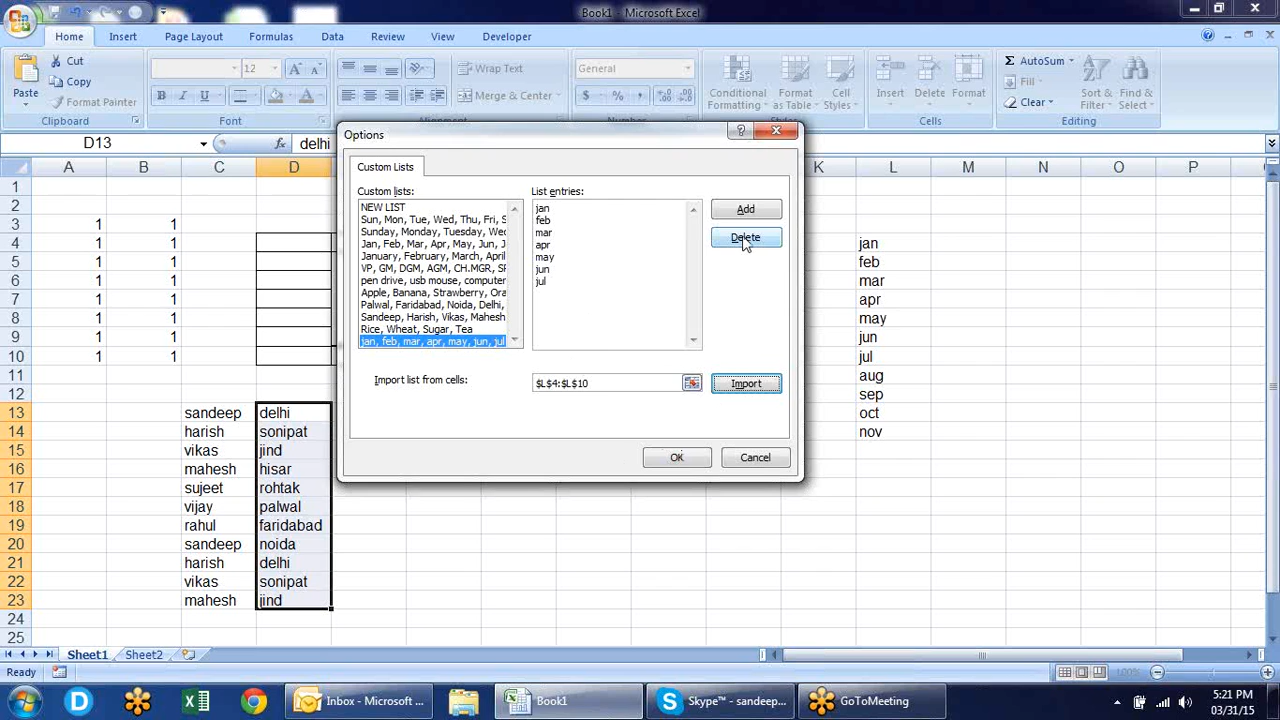 Book1 - Microsoft Excel
Home Insert Page Layout Formulas Data Review View Developer
Cut
Copy
Paste
Format Painter
Clipboard
12
A A
B I U
Font
Wrap Text
Merge & Center
Alignment
General
$ % ,
Number
Conditional Formatting
Format as Table
Cell Styles
Styles
Insert Delete Format
Cells
Σ AutoSum
Fill
Clear
Sort & Filter
Find & Select
Editing
D13 fx delhi
A B C D K L M N O P
1
2
3 1 1
4 1 1 jan
5 1 1 feb
6 1 1 mar
7 1 1 apr
8 1 1 may
9 1 1 jun
10 1 1 jul
11 aug
12 sep
13 sandeep delhi oct
14 harish sonipat nov
15 vikas jind
16 mahesh hisar
17 sujeet rohtak
18 vijay palwal
19 rahul faridabad
20 sandeep noida
21 harish delhi
22 vikas sonipat
23 mahesh jind
24
25
Options
Custom Lists
Custom lists:
NEW LIST
Sun, Mon, Tue, Wed, Thu, Fri, S
Sunday, Monday, Tuesday, Wed
Jan, Feb, Mar, Apr, May, Jun, J
January, February, March, April
VP, GM, DGM, AGM, CH.MGR, SR
pen drive, usb mouse, computer
Apple, Banana, Strawberry, Ora
Palwal, Faridabad, Noida, Delhi,
Sandeep, Harish, Vikas, Mahesh
Rice, Wheat, Sugar, Tea
jan, feb, mar, apr, may, jun, jul
List entries:
jan
feb
mar
apr
may
jun
jul
Add
Delete
Import list from cells:
$L$4:$L$10
Import
OK
Cancel
Sheet1 Sheet2
Ready
100%
Inbox - Microsoft ...
Book1
Skype™ - sandeep...
GoToMeeting
5:21 PM
03/31/15